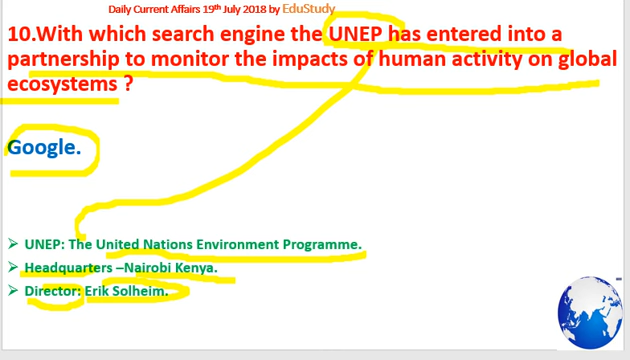 Daily Current Affairs 19th July 2018 by EduStudy
10.With which search engine the UNEP has entered into a
partnership to monitor the impacts of human activity on global
ecosystems ?
Google.
➢ UNEP: The United Nations Environment Programme.
➢ Headquarters –Nairobi Kenya.
➢ Director: Erik Solheim.